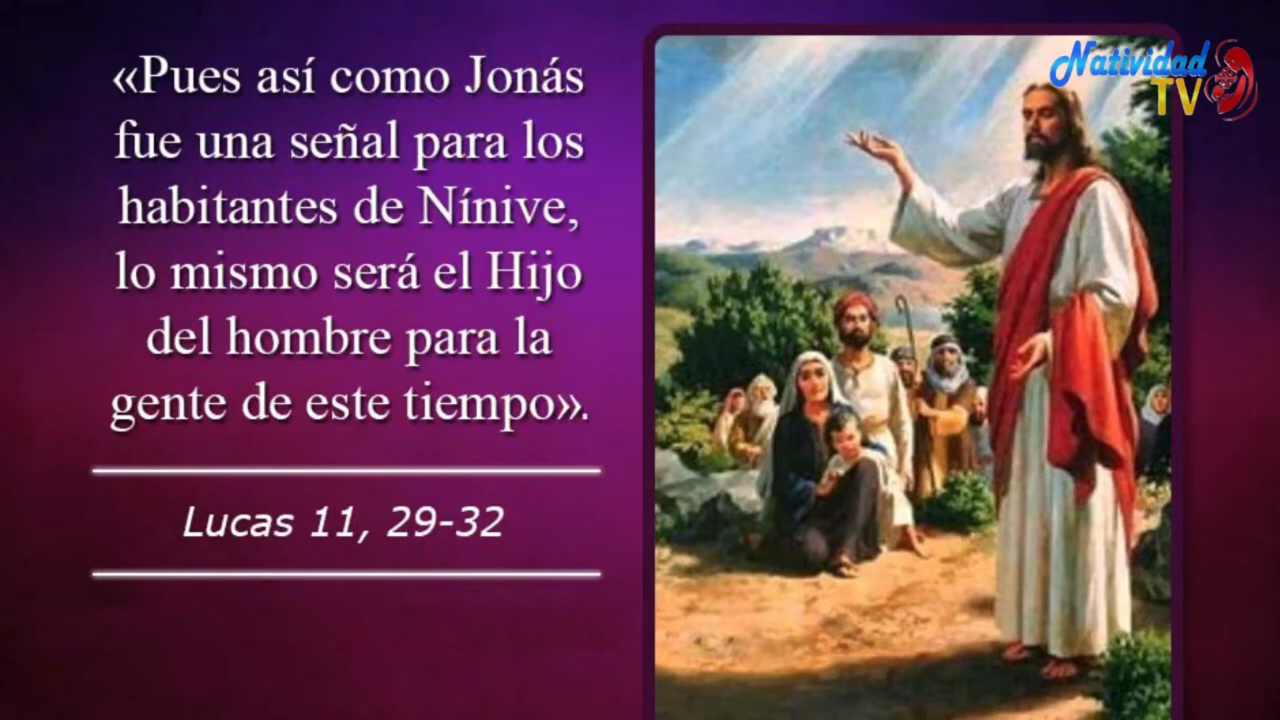 «Pues así como Jonás
fue una señal para los
habitantes de Nínive,
lo mismo será el Hijo
del hombre para la
gente de este tiempo».
Lucas 11, 29-32
Natividad
TV